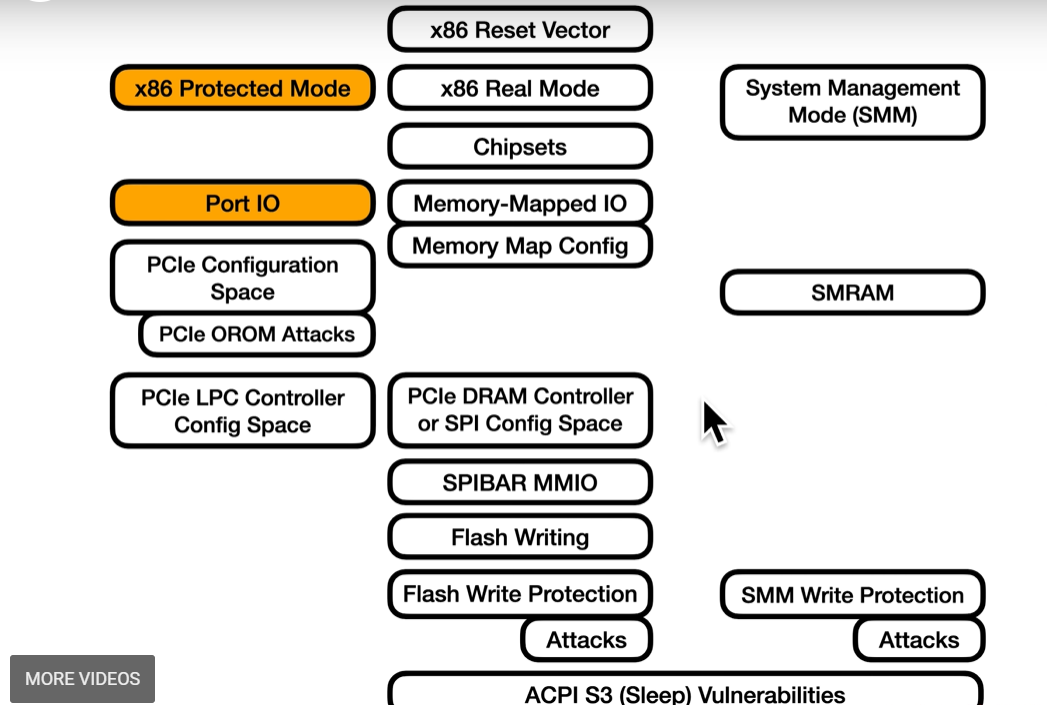 x86 Reset Vector
x86 Protected Mode
x86 Real Mode
System Management
Mode (SMM)
Chipsets
Port IO
Memory-Mapped IO
Memory Map Config
PCIe Configuration
Space
SMRAM
PCIe OROM Attacks
PCIe LPC Controller
Config Space
PCIe DRAM Controller
or SPI Config Space
SPIBAR MMIO
Flash Writing
Flash Write Protection
SMM Write Protection
Attacks
Attacks
MORE VIDEOS
ACPI S3 (Sleep) Vulnerabilities